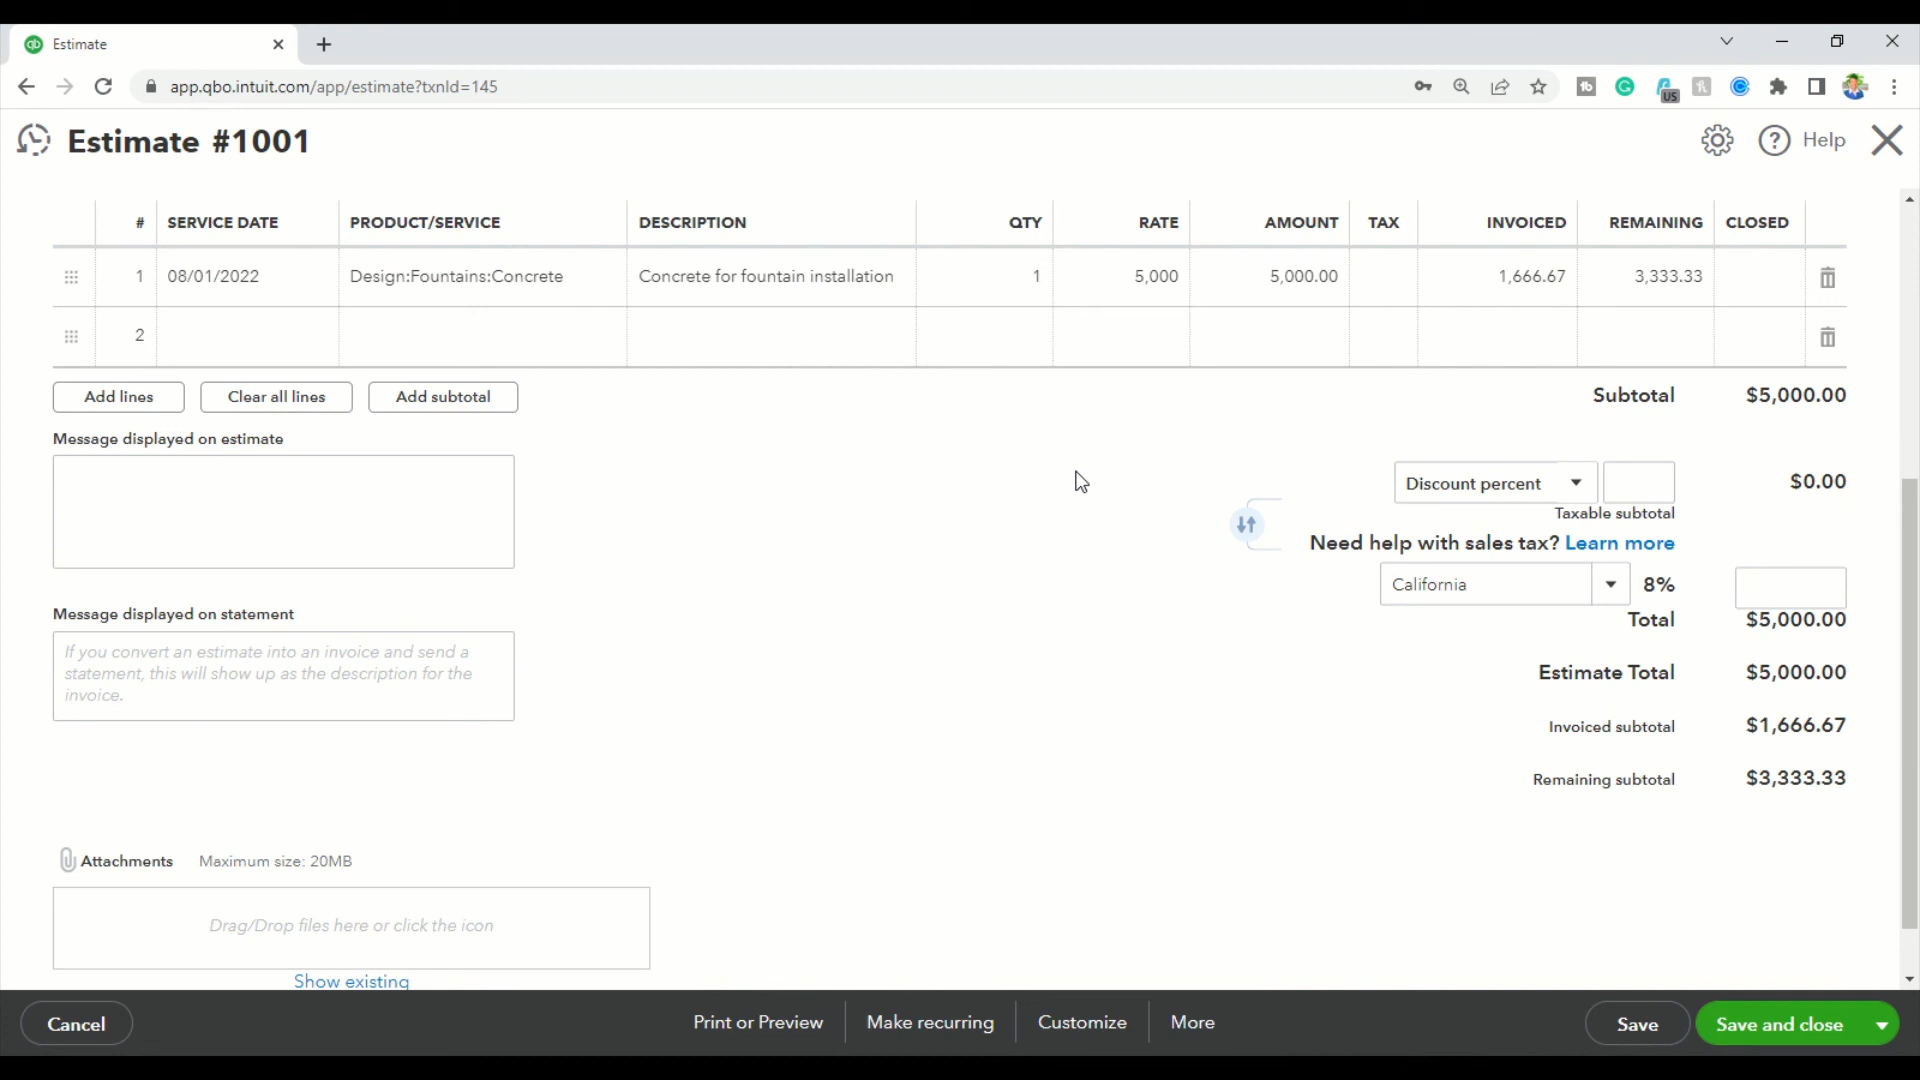 Estimate
app.qbo.intuit.com/app/estimate?txnId=145
US
Estimate #1001
Help
# SERVICE DATE PRODUCT/SERVICE DESCRIPTION QTY RATE AMOUNT TAX INVOICED REMAINING CLOSED
1 08/01/2022 Design:Fountains:Concrete Concrete for fountain installation 1 5,000 5,000.00 1,666.67 3,333.33
2
Add lines Clear all lines Add subtotal Subtotal $5,000.00
Message displayed on estimate
Discount percent $0.00
Taxable subtotal
Need help with sales tax? Learn more
California 8%
Total $5,000.00
Message displayed on statement
If you convert an estimate into an invoice and send a
statement, this will show up as the description for the
invoice.
Estimate Total $5,000.00
Invoiced subtotal $1,666.67
Remaining subtotal $3,333.33
Attachments Maximum size: 20MB
Drag/Drop files here or click the icon
Show existing
Cancel Print or Preview Make recurring Customize More Save Save and close